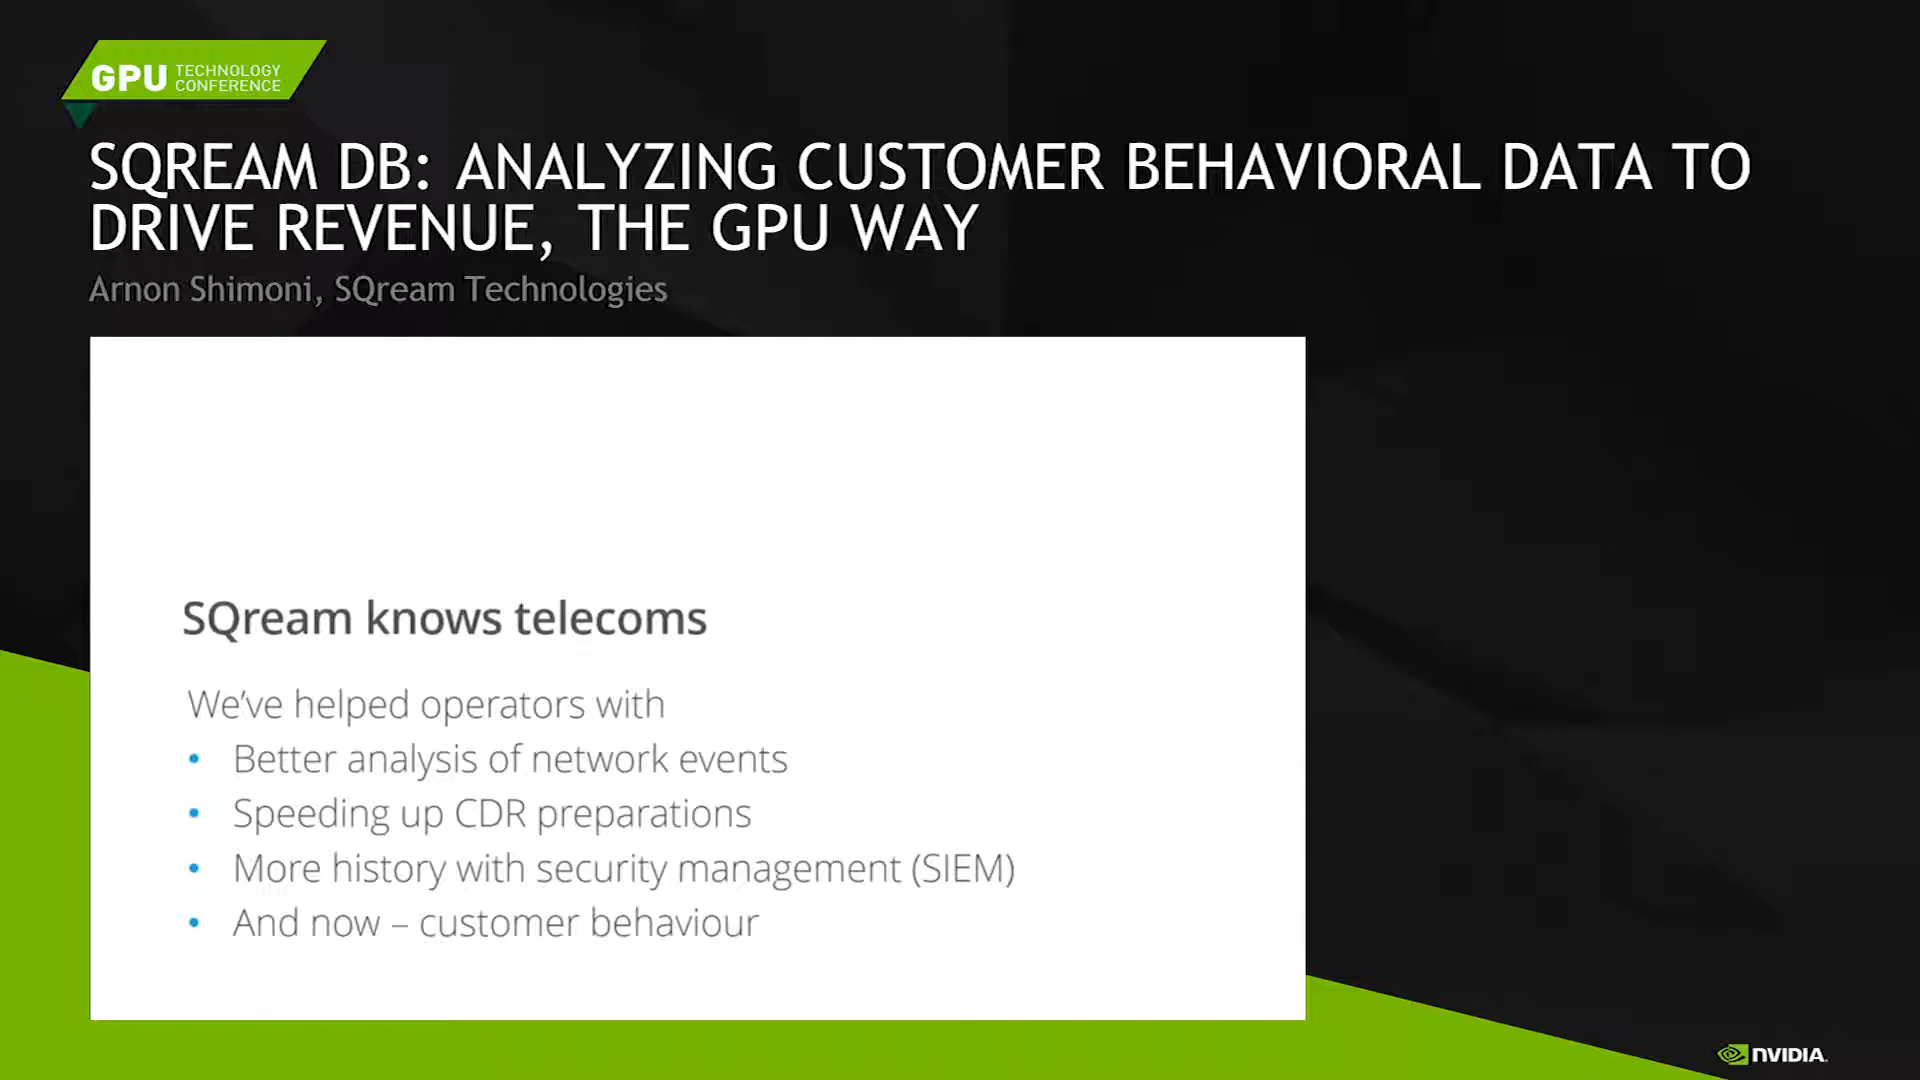 GPU TECHNOLOGY CONFERENCE
SQREAM DB: ANALYZING CUSTOMER BEHAVIORAL DATA TO
DRIVE REVENUE, THE GPU WAY
Arnon Shimoni, SQream Technologies
SQream knows telecoms
We've helped operators with
• Better analysis of network events
• Speeding up CDR preparations
• More history with security management (SIEM)
• And now – customer behaviour
NVIDIA.